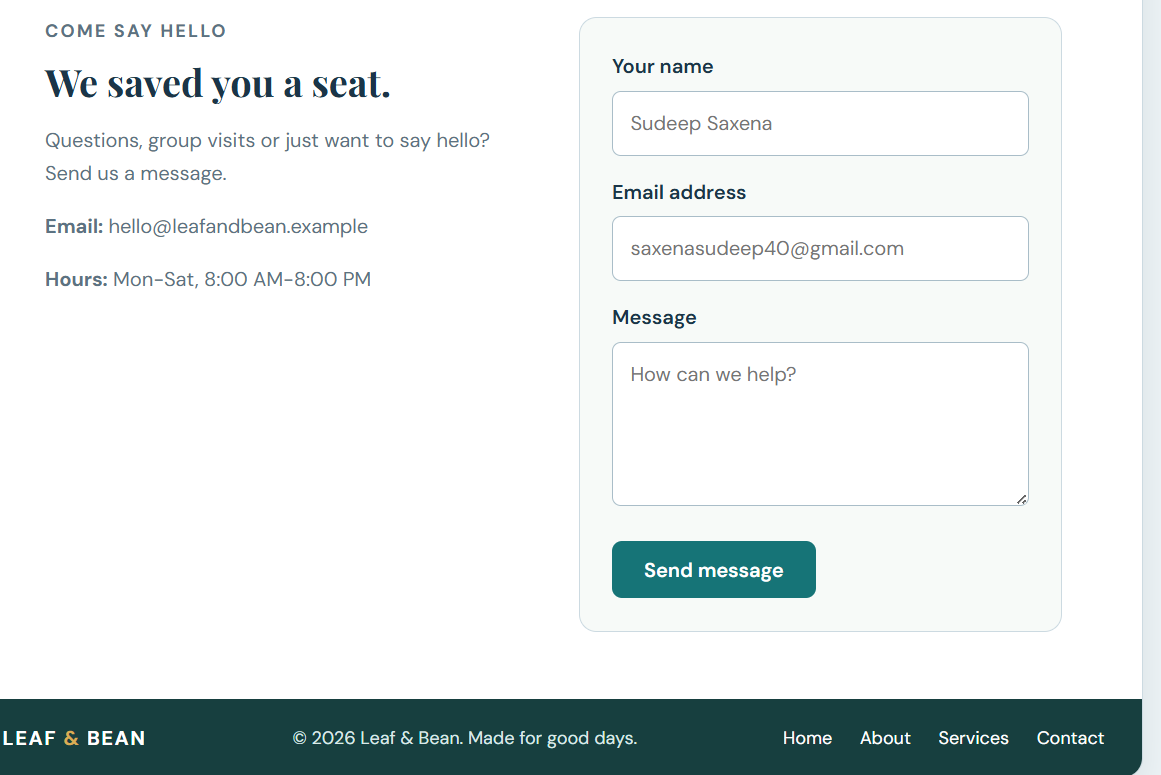 COME SAY HELLO
We saved you a seat.
Questions, group visits or just want to say hello?
Send us a message.
Email: hello@leafandbean.example
Hours: Mon-Sat, 8:00 AM-8:00 PM
Your name
Sudeep Saxena
Email address
saxenasudeep40@gmail.com
Message
How can we help?
Send message
LEAF & BEAN
© 2026 Leaf & Bean. Made for good days.
Home About Services Contact